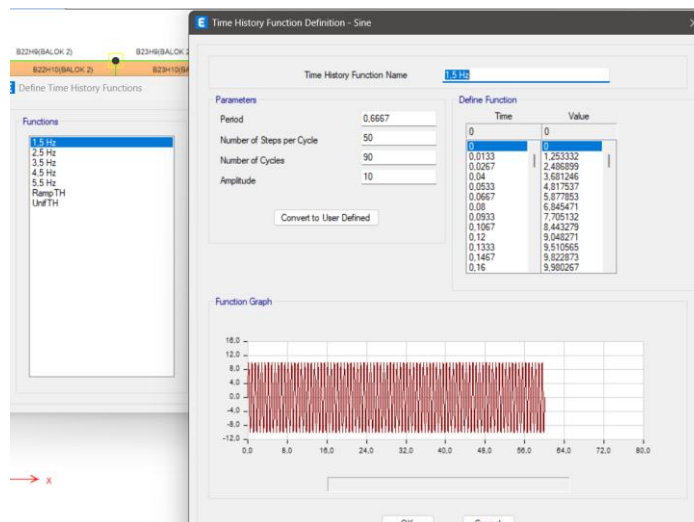 Time History Function Definition - Sine
B22H9(BALOK 2)
B23H9(BALOK 2
B22H10(BALOK 2)
B23H10(BA
Define Time History Functions
Functions
1,5 Hz
2,5 Hz
3,5 Hz
4,5 Hz
5,5 Hz
RampTH
UnifTH
Time History Function Name
1,5 Hz
Parameters
Period
0,6667
Number of Steps per Cycle
50
Number of Cycles
90
Amplitude
10
Convert to User Defined
Define Function
Time Value
0 0
0 0
0,0133 1,253332
0,0267 2,486899
0,04 3,681246
0,0533 4,817537
0,0667 5,877853
0,08 6,845471
0,0933 7,705132
0,1067 8,443279
0,12 9,048271
0,1333 9,510565
0,1467 9,822873
0,16 9,980267
Function Graph
16,0
12,0
8,0
4,0
0,0
-4,0
-8,0
-12,0
0,0 8,0 16,0 24,0 32,0 40,0 48,0 56,0 64,0 72,0 80,0
X